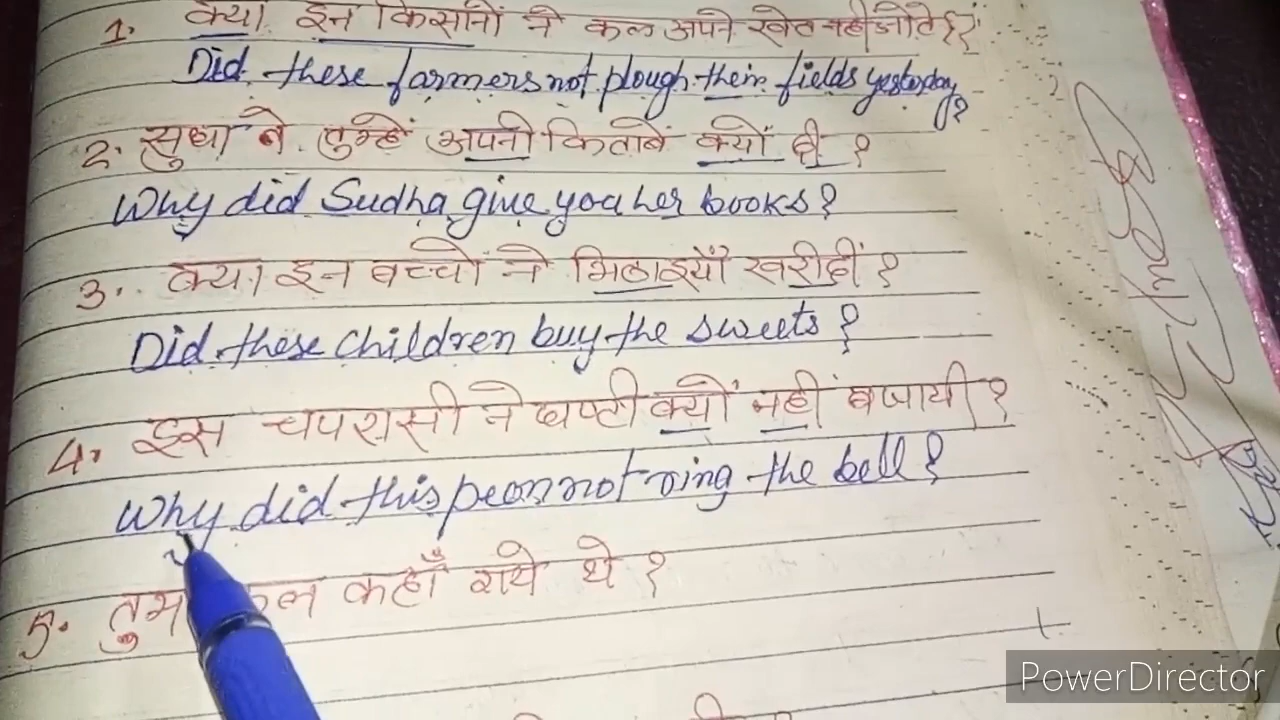 1. क्या इन किसानों ने कल अपने खेत नहीं जोते ?
Did these farmers not plough their fields yesterday?
2. सुधा ने तुम्हें अपनी किताबें क्यों दी ?
Why did Sudha give you her books?
3. क्या इन बच्चों ने मिठाइयाँ खरीदीं ?
Did these children buy the sweets?
4. इस चपरासी ने घण्टी क्यों नहीं बजायी ?
Why did this peon not ring the bell?
5. तुम कल कहाँ गये थे ?
PowerDirector